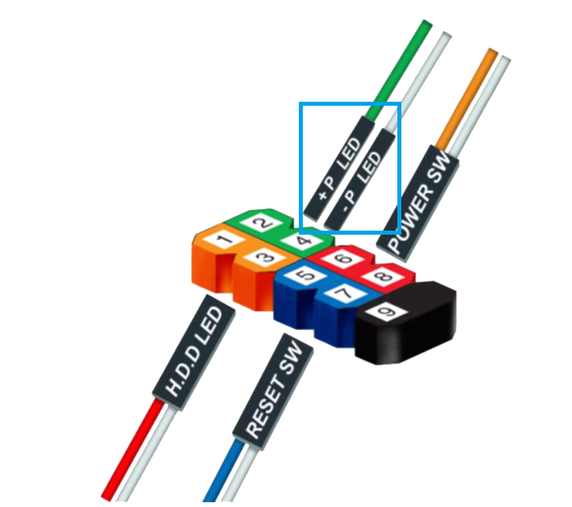 + P LED
- P LED
POWER SW
2
1
4
3
6
5
8
7
9
H.D.D LED
RESET SW